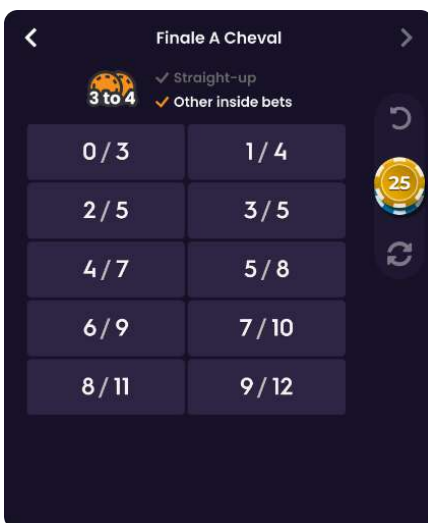 Finale A Cheval
Straight-up
3 to 4
Other inside bets
0 / 3
1 / 4
25
2 / 5
3 / 5
4 / 7
5 / 8
6 / 9
7 / 10
8 / 11
9 / 12